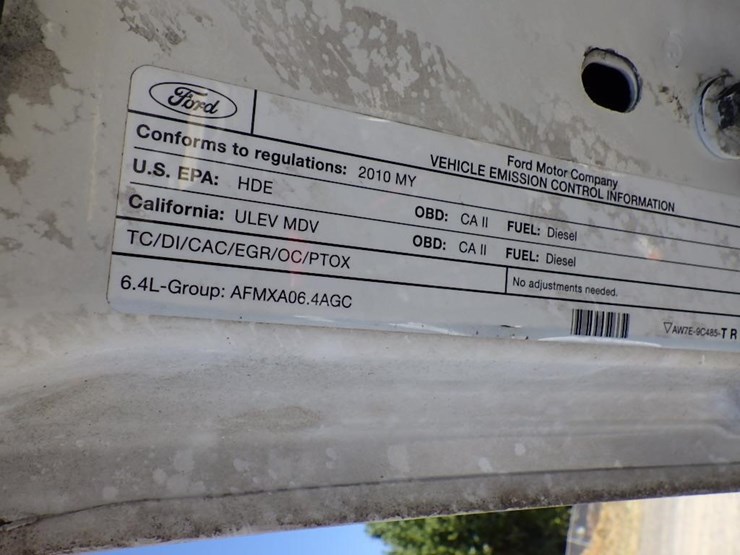 Ford
Ford Motor Company
VEHICLE EMISSION CONTROL INFORMATION
Conforms to regulations: 2010 MY
U.S. EPA: HDE OBD: CA II FUEL: Diesel
California: ULEV MDV OBD: CA II FUEL: Diesel
TC/DI/CAC/EGR/OC/PTOX No adjustments needed.
6.4L-Group: AFMXA06.4AGC
AW7E-9C485-T R